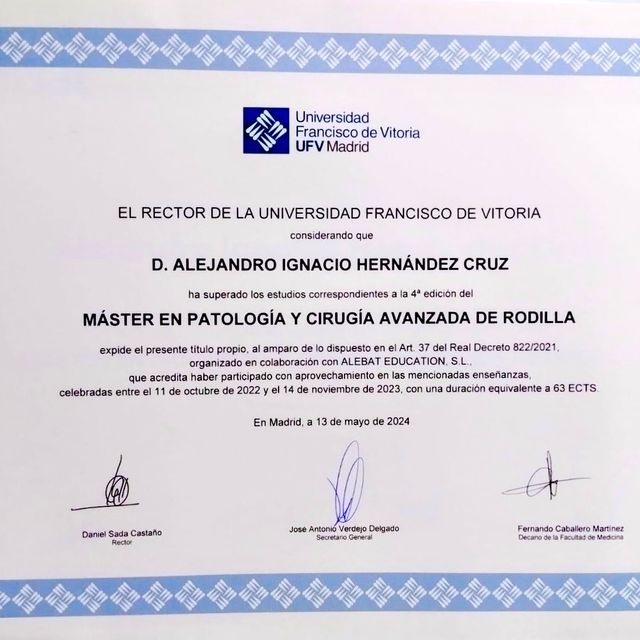 Universidad
Francisco de Vitoria
UFV Madrid
EL RECTOR DE LA UNIVERSIDAD FRANCISCO DE VITORIA
considerando que
D. ALEJANDRO IGNACIO HERNÁNDEZ CRUZ
ha superado los estudios correspondientes a la 4ª edición del
MÁSTER EN PATOLOGÍA Y CIRUGÍA AVANZADA DE RODILLA
expide el presente título propio, al amparo de lo dispuesto en el Art. 37 del Real Decreto 822/2021,
organizado en colaboración con ALEBAT EDUCATION, S.L.,
que acredita haber participado con aprovechamiento en las mencionadas enseñanzas,
celebradas entre el 11 de octubre de 2022 y el 14 de noviembre de 2023, con una duración equivalente a 63 ECTS.
En Madrid, a 13 de mayo de 2024
Daniel Sada Castaño
Rector
José Antonio Verdejo Delgado
Secretario General
Fernando Caballero Martínez
Decano de la Facultad de Medicina